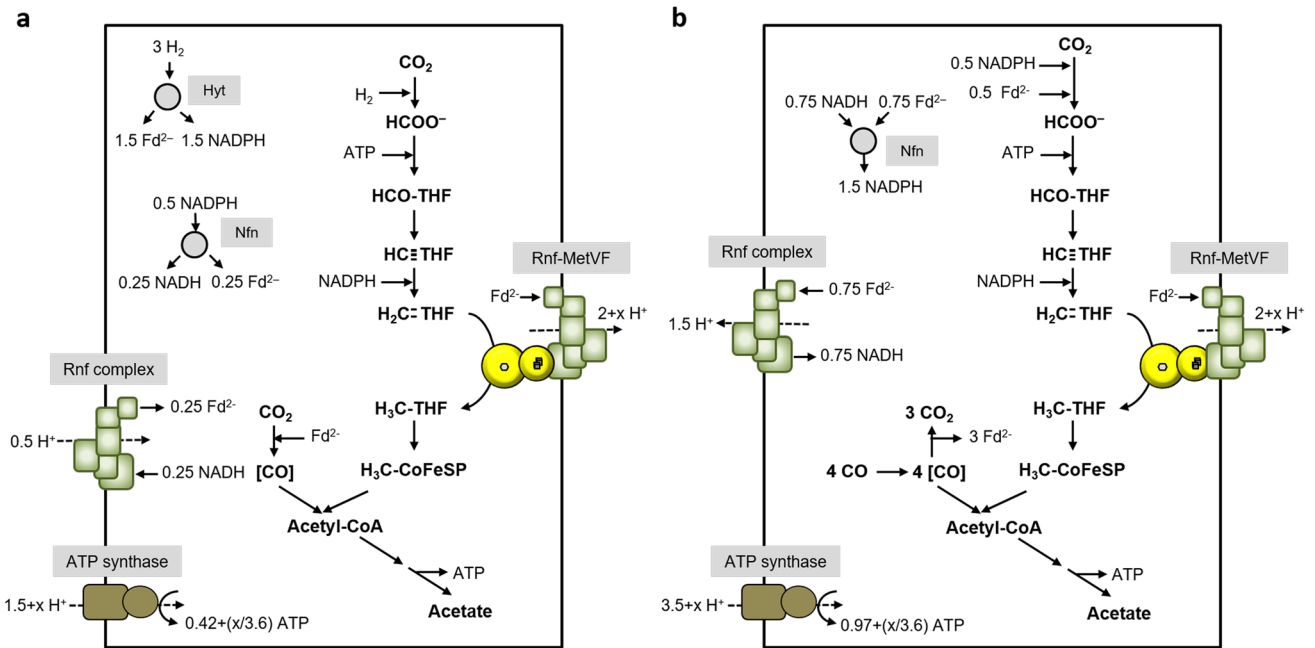 a
3 H₂
Hyt
1.5 Fd²⁻ 1.5 NADPH
0.5 NADPH
Nfn
0.25 NADH 0.25 Fd²⁻
CO₂
H₂
HCOO⁻
ATP
HCO-THF
HC≡THF
NADPH
H₂C=THF
Rnf-MetVF
Fd²⁻
2+x H⁺
H₃C-THF
H₃C-CoFeSP
Rnf complex
0.25 Fd²⁻
0.5 H⁺
0.25 NADH
CO₂
Fd²⁻
[CO]
Acetyl-CoA
ATP
Acetate
ATP synthase
1.5+x H⁺
0.42+(x/3.6) ATP
b
CO₂
0.5 NADPH
0.5 Fd²⁻
HCOO⁻
ATP
HCO-THF
HC≡THF
NADPH
H₂C=THF
0.75 NADH 0.75 Fd²⁻
Nfn
1.5 NADPH
Rnf complex
0.75 Fd²⁻
1.5 H⁺
0.75 NADH
Rnf-MetVF
Fd²⁻
2+x H⁺
H₃C-THF
H₃C-CoFeSP
3 CO₂
3 Fd²⁻
4 CO
4 [CO]
Acetyl-CoA
ATP
Acetate
ATP synthase
3.5+x H⁺
0.97+(x/3.6) ATP